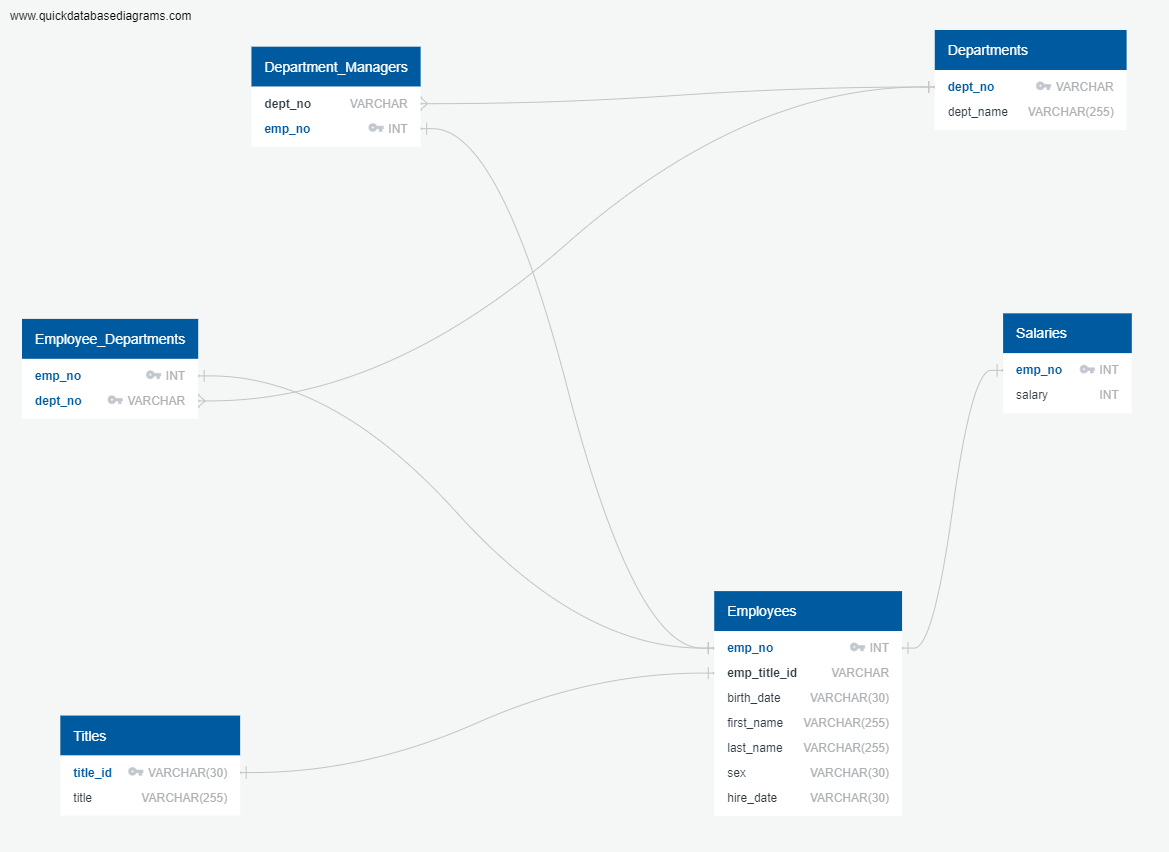 www.quickdatabasediagrams.com
Department_Managers
dept_no VARCHAR
emp_no INT
Departments
dept_no VARCHAR
dept_name VARCHAR(255)
Employee_Departments
emp_no INT
dept_no VARCHAR
Salaries
emp_no INT
salary INT
Employees
emp_no INT
emp_title_id VARCHAR
birth_date VARCHAR(30)
first_name VARCHAR(255)
last_name VARCHAR(255)
sex VARCHAR(30)
hire_date VARCHAR(30)
Titles
title_id VARCHAR(30)
title VARCHAR(255)